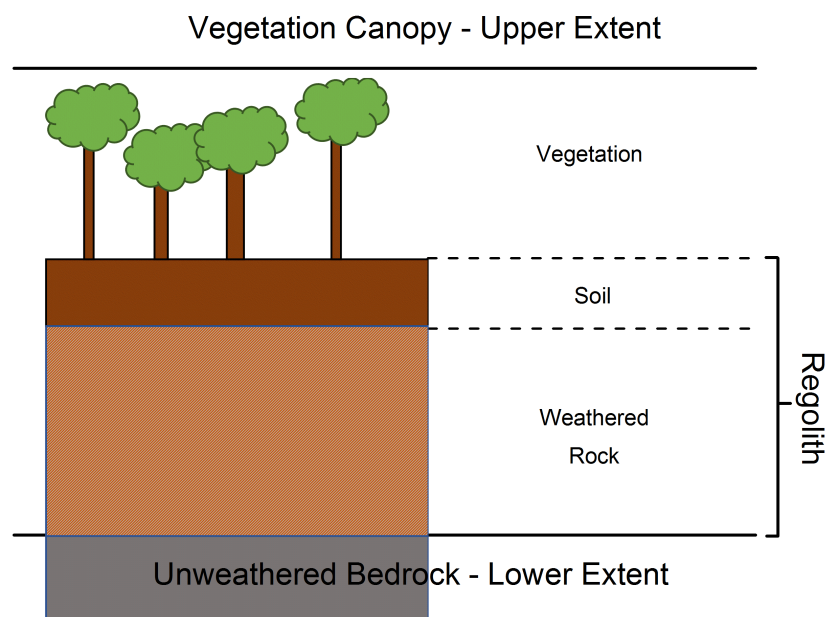 Vegetation Canopy - Upper Extent
Vegetation
Soil
Weathered
Rock
Regolith
Unweathered Bedrock - Lower Extent